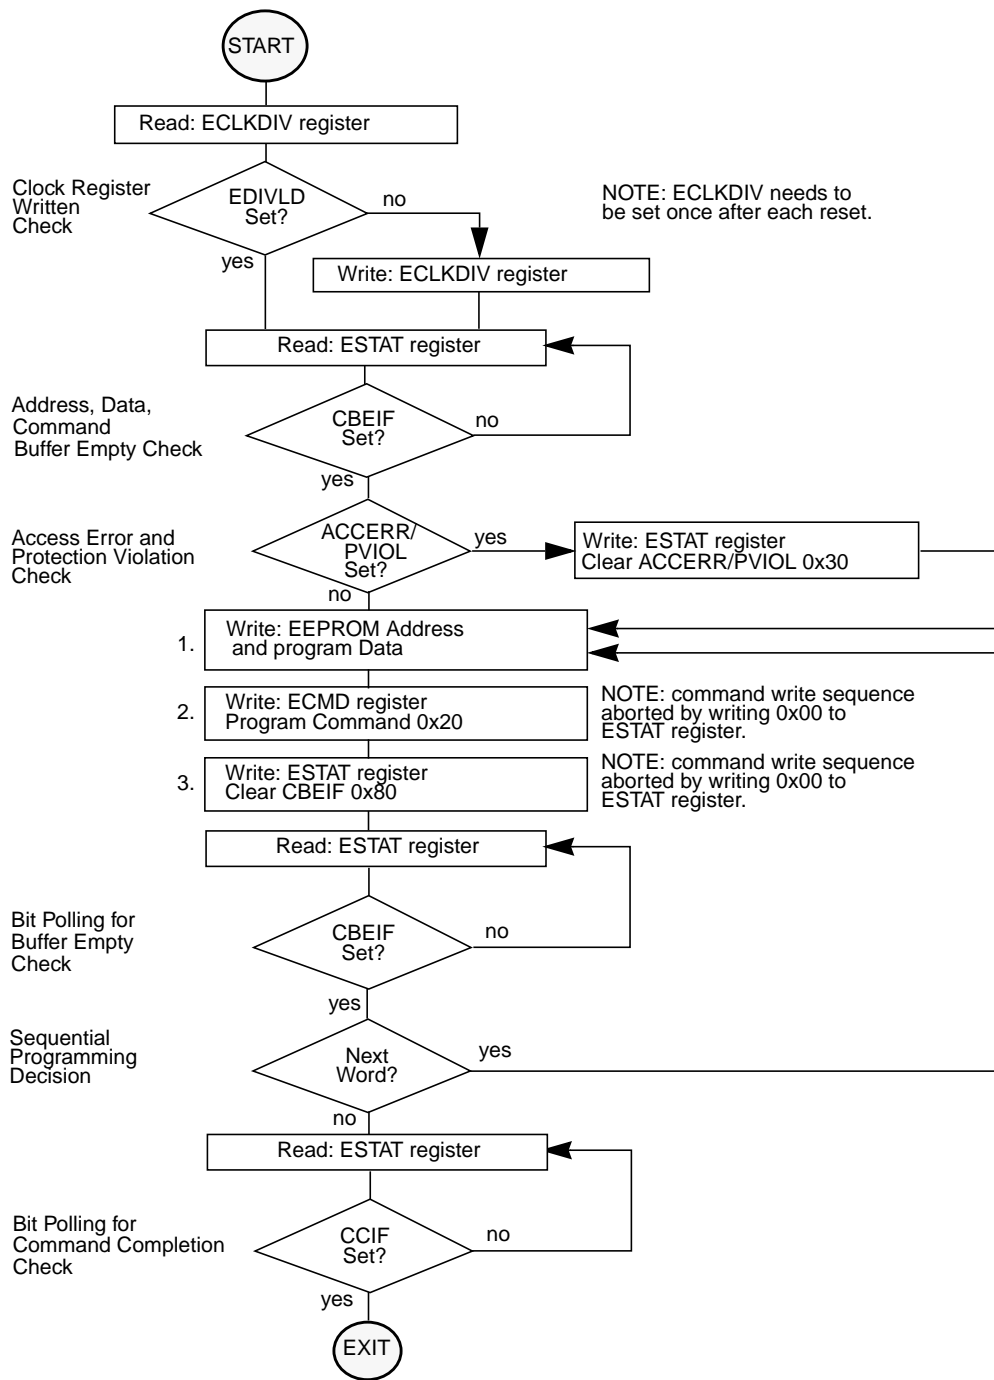 START
Read: ECLKDIV register
Clock Register
Written
Check
EDIVLD
Set?
no
NOTE: ECLKDIV needs to
be set once after each reset.
yes
Write: ECLKDIV register
Read: ESTAT register
Address, Data,
Command
Buffer Empty Check
CBEIF
Set?
no
yes
Access Error and
Protection Violation
Check
ACCERR/
PVIOL
Set?
yes
Write: ESTAT register
Clear ACCERR/PVIOL 0x30
no
1.
Write: EEPROM Address
and program Data
2.
Write: ECMD register
Program Command 0x20
NOTE: command write sequence
aborted by writing 0x00 to
ESTAT register.
3.
Write: ESTAT register
Clear CBEIF 0x80
NOTE: command write sequence
aborted by writing 0x00 to
ESTAT register.
Read: ESTAT register
Bit Polling for
Buffer Empty
Check
CBEIF
Set?
no
yes
Sequential
Programming
Decision
Next
Word?
yes
no
Read: ESTAT register
Bit Polling for
Command Completion
Check
CCIF
Set?
no
yes
EXIT